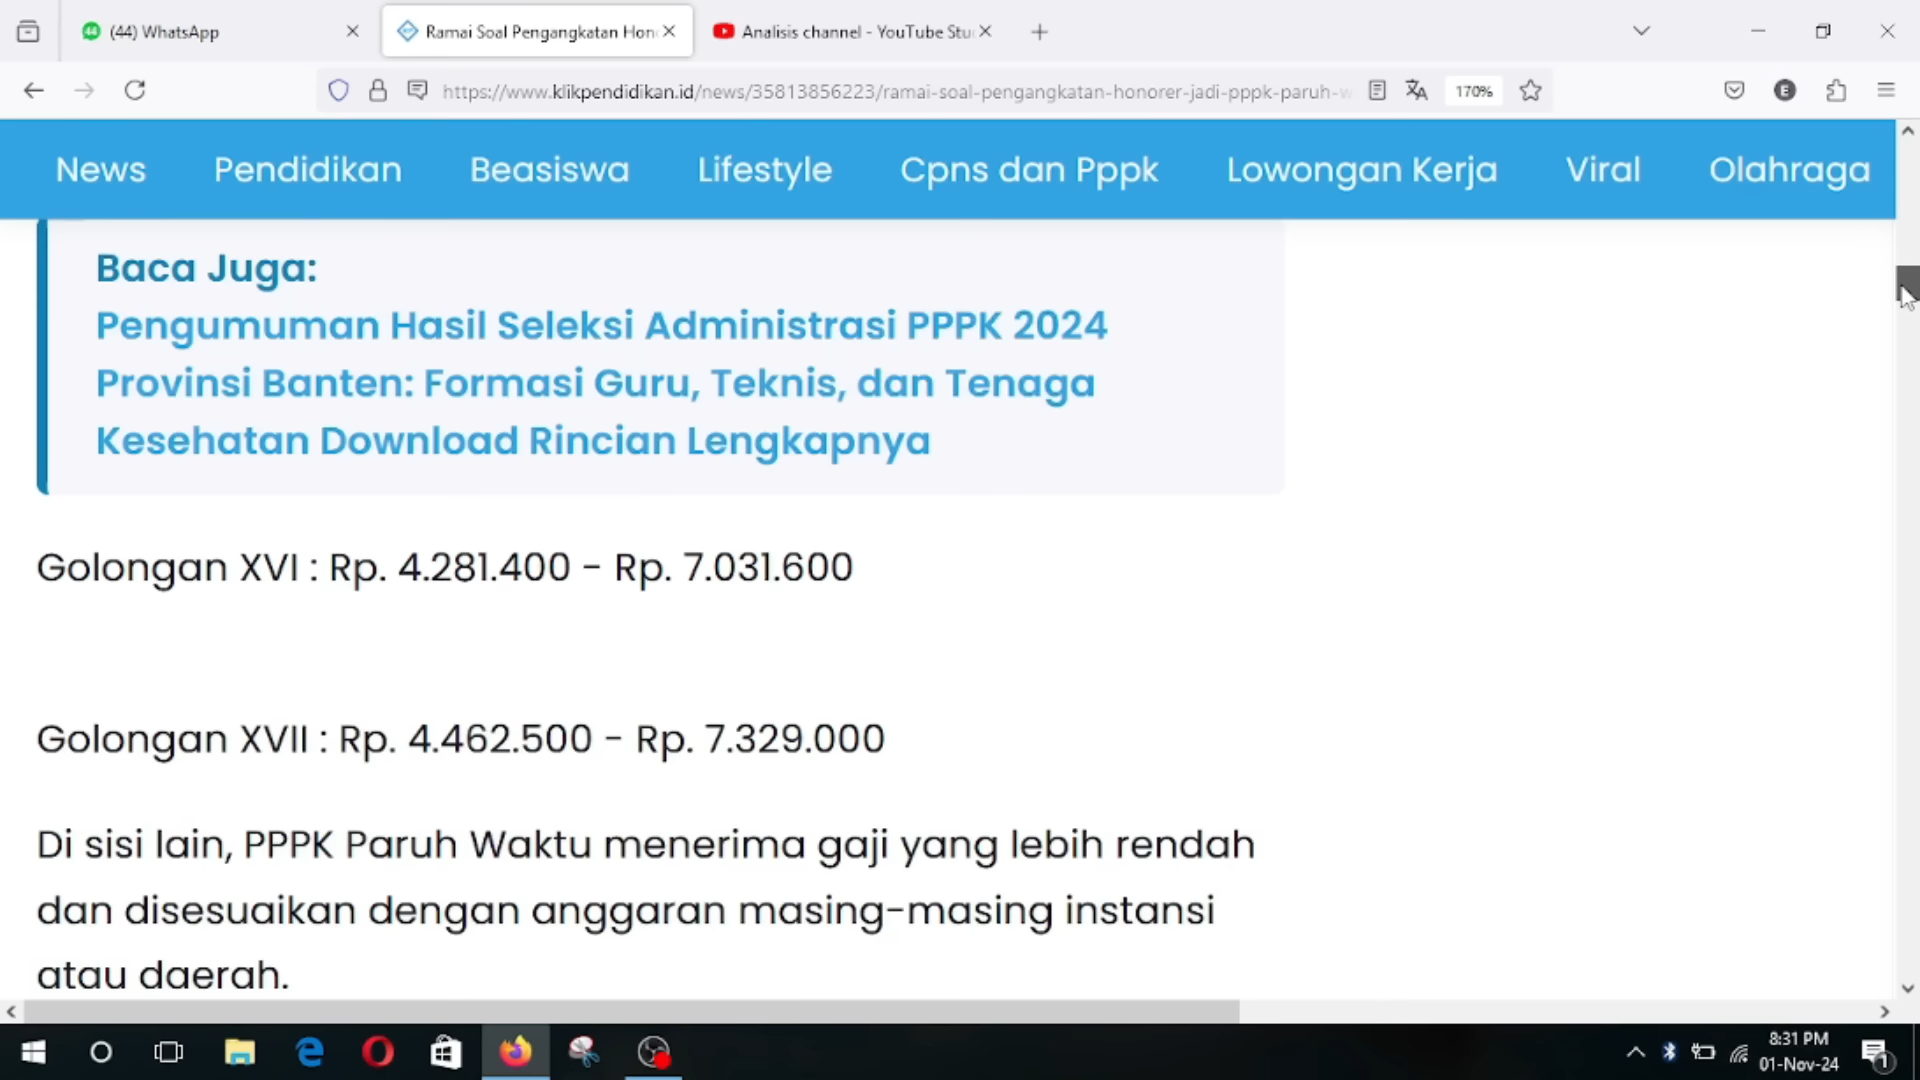 44 (44) WhatsApp
Ramai Soal Pengangkatan Hon
Analisis channel - YouTube Stu
https://www.klikpendidikan.id/news/35813856223/ramai-soal-pengangkatan-honorer-jadi-pppk-paruh-w
170%
E
News Pendidikan Beasiswa Lifestyle Cpns dan Pppk Lowongan Kerja Viral Olahraga
Baca Juga:
Pengumuman Hasil Seleksi Administrasi PPPK 2024
Provinsi Banten: Formasi Guru, Teknis, dan Tenaga
Kesehatan Download Rincian Lengkapnya
Golongan XVI : Rp. 4.281.400 - Rp. 7.031.600
Golongan XVII : Rp. 4.462.500 - Rp. 7.329.000
Di sisi lain, PPPK Paruh Waktu menerima gaji yang lebih rendah
dan disesuaikan dengan anggaran masing-masing instansi
atau daerah.
8:31 PM
01-Nov-24
1